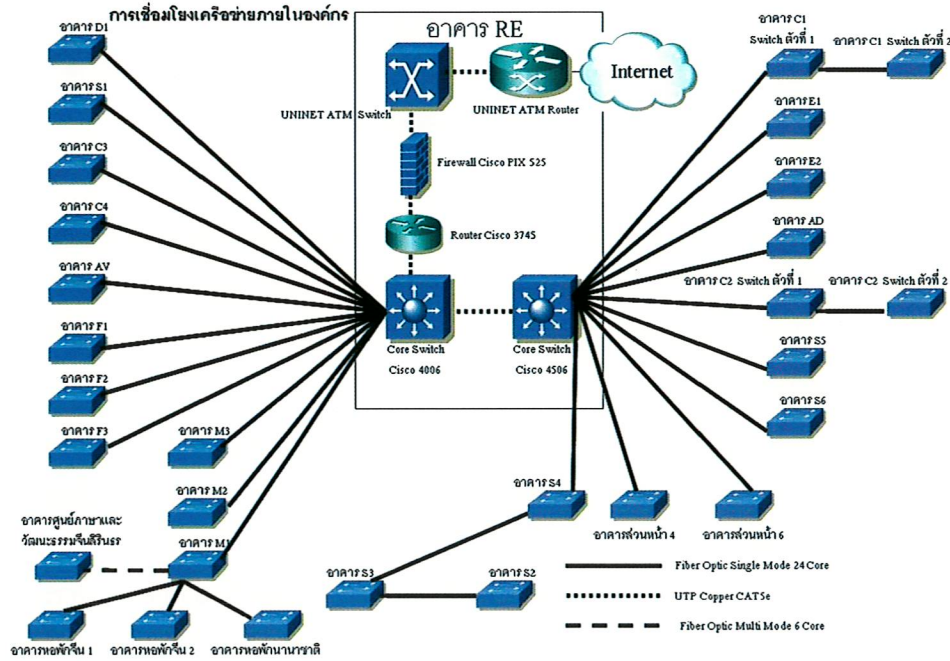 การเชื่อมโยงเครือข่ายภายในองค์กร
อาคาร D1
อาคาร S1
อาคาร C3
อาคาร C4
อาคาร AV
อาคาร F1
อาคาร F2
อาคาร F3
อาคาร M3
อาคาร M2
อาคาร M1
อาคารศูนย์ภาษาและ
วัฒนธรรมจีนสิรินธร
อาคารหอพักจีน 1
อาคารหอพักจีน 2
อาคารหอพักนานาชาติ
อาคาร RE
Internet
UNINET ATM Switch
UNINET ATM Router
Firewall Cisco PIX 525
Router Cisco 3745
Core Switch
Cisco 4006
Core Switch
Cisco 4506
อาคาร C1
Switch ตัวที่ 1
อาคาร C1 Switch ตัวที่ 2
อาคาร E1
อาคาร E2
อาคาร AD
อาคาร C2 Switch ตัวที่ 1
อาคาร C2 Switch ตัวที่ 2
อาคาร S5
อาคาร S6
อาคาร S4
อาคารส่วนหน้า 4
อาคารส่วนหน้า 6
อาคาร S3
อาคาร S2
Fiber Optic Single Mode 24 Core
UTP Copper CAT5e
Fiber Optic Multi Mode 6 Core